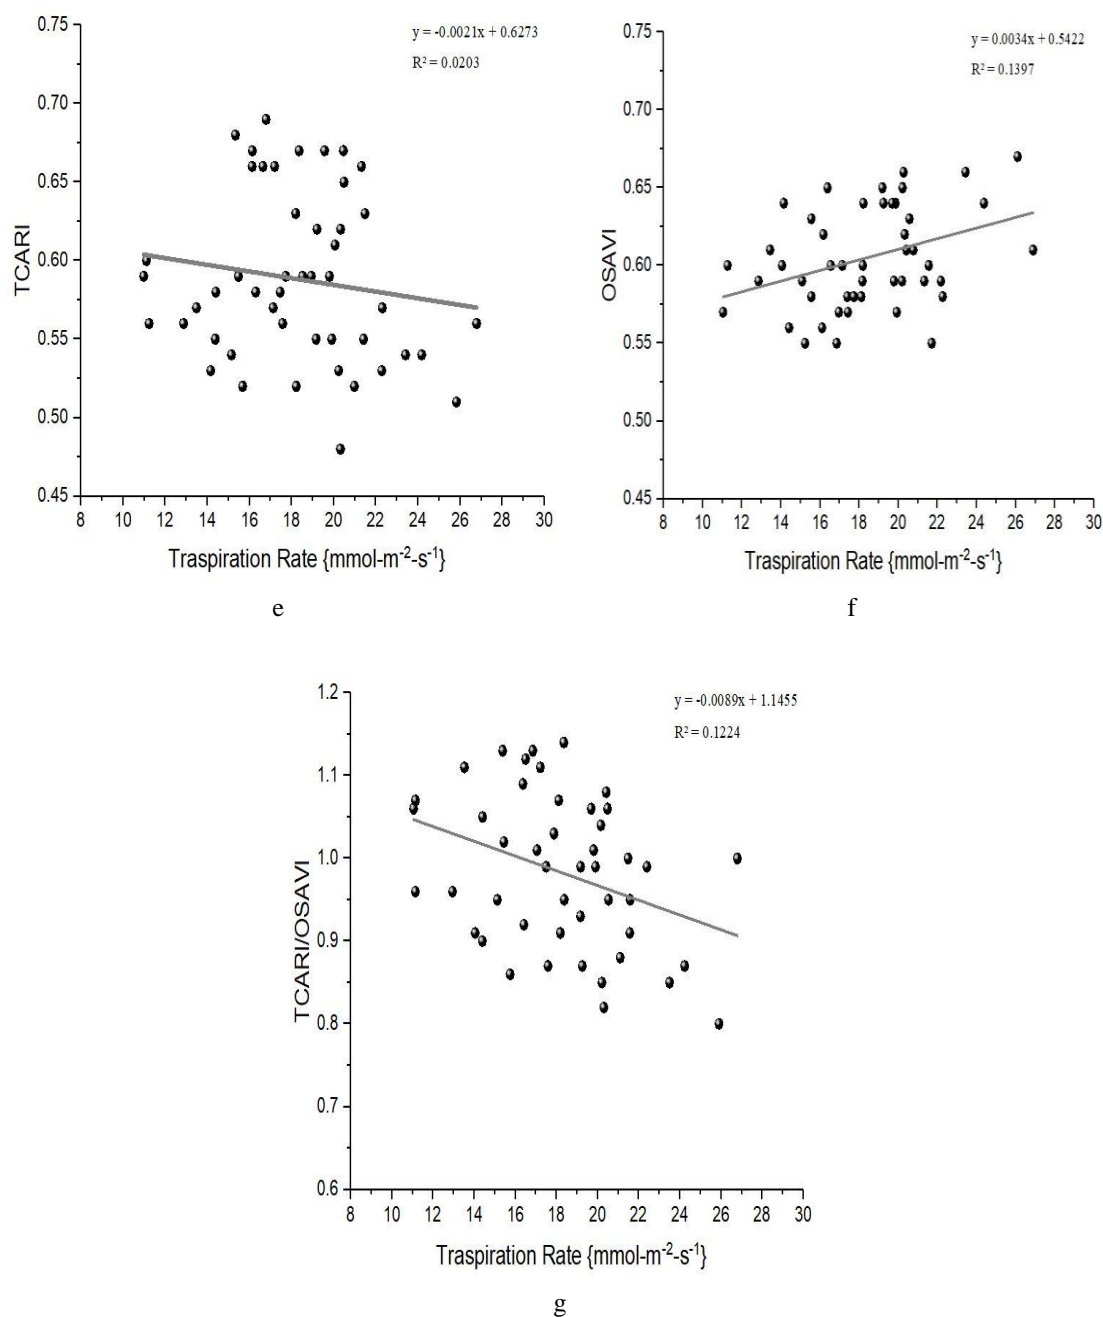 y = -0.0021x + 0.6273
R² = 0.0203
0.75
0.70
0.65
0.60
0.55
0.50
0.45
TCARI
8 10 12 14 16 18 20 22 24 26 28 30
Traspiration Rate {mmol-m⁻²-s⁻¹}
e
y = 0.0034x + 0.5422
R² = 0.1397
0.75
0.70
0.65
0.60
0.55
0.50
0.45
OSAVI
8 10 12 14 16 18 20 22 24 26 28 30
Traspiration Rate {mmol-m⁻²-s⁻¹}
f
y = -0.0089x + 1.1455
R² = 0.1224
1.2
1.1
1.0
0.9
0.8
0.7
0.6
TCARI/OSAVI
8 10 12 14 16 18 20 22 24 26 28 30
Traspiration Rate {mmol-m⁻²-s⁻¹}
g